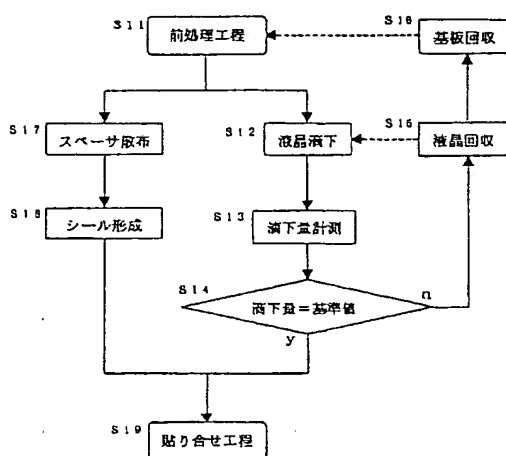 S11
前処理工程
S16
基板回収
S17
スペーサ散布
S12
液晶滴下
S15
液晶回収
S18
シール形成
S13
滴下量計測
S14
滴下量=基準値
n
y
S19
貼り合せ工程